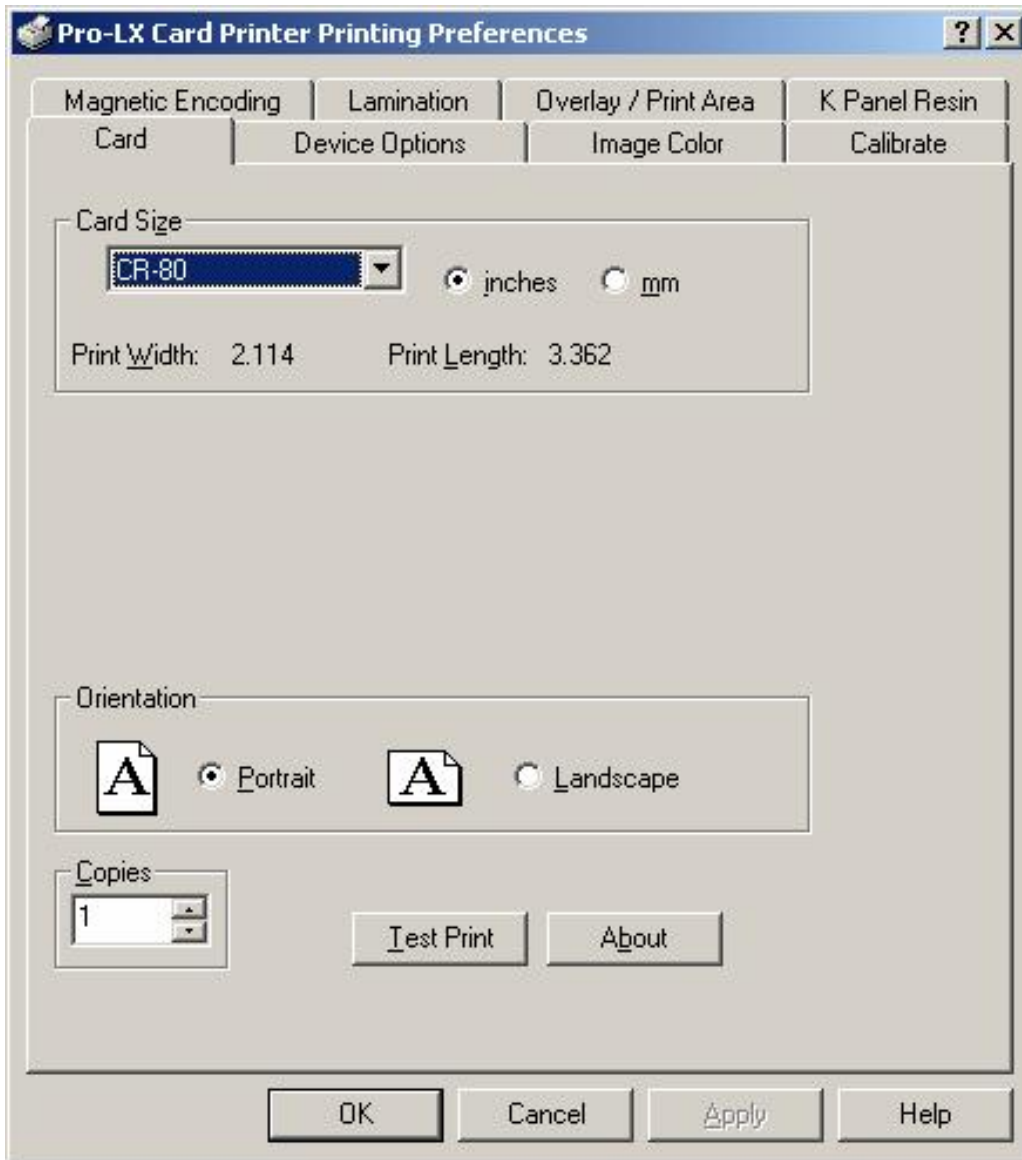 Pro-LX Card Printer Printing Preferences
Magnetic Encoding Lamination Overlay / Print Area K Panel Resin
Card Device Options Image Color Calibrate
Card Size
CR-80 inches mm
Print Width: 2.114 Print Length: 3.362
Orientation
A Portrait A Landscape
Copies
1
Test Print About
OK Cancel Apply Help